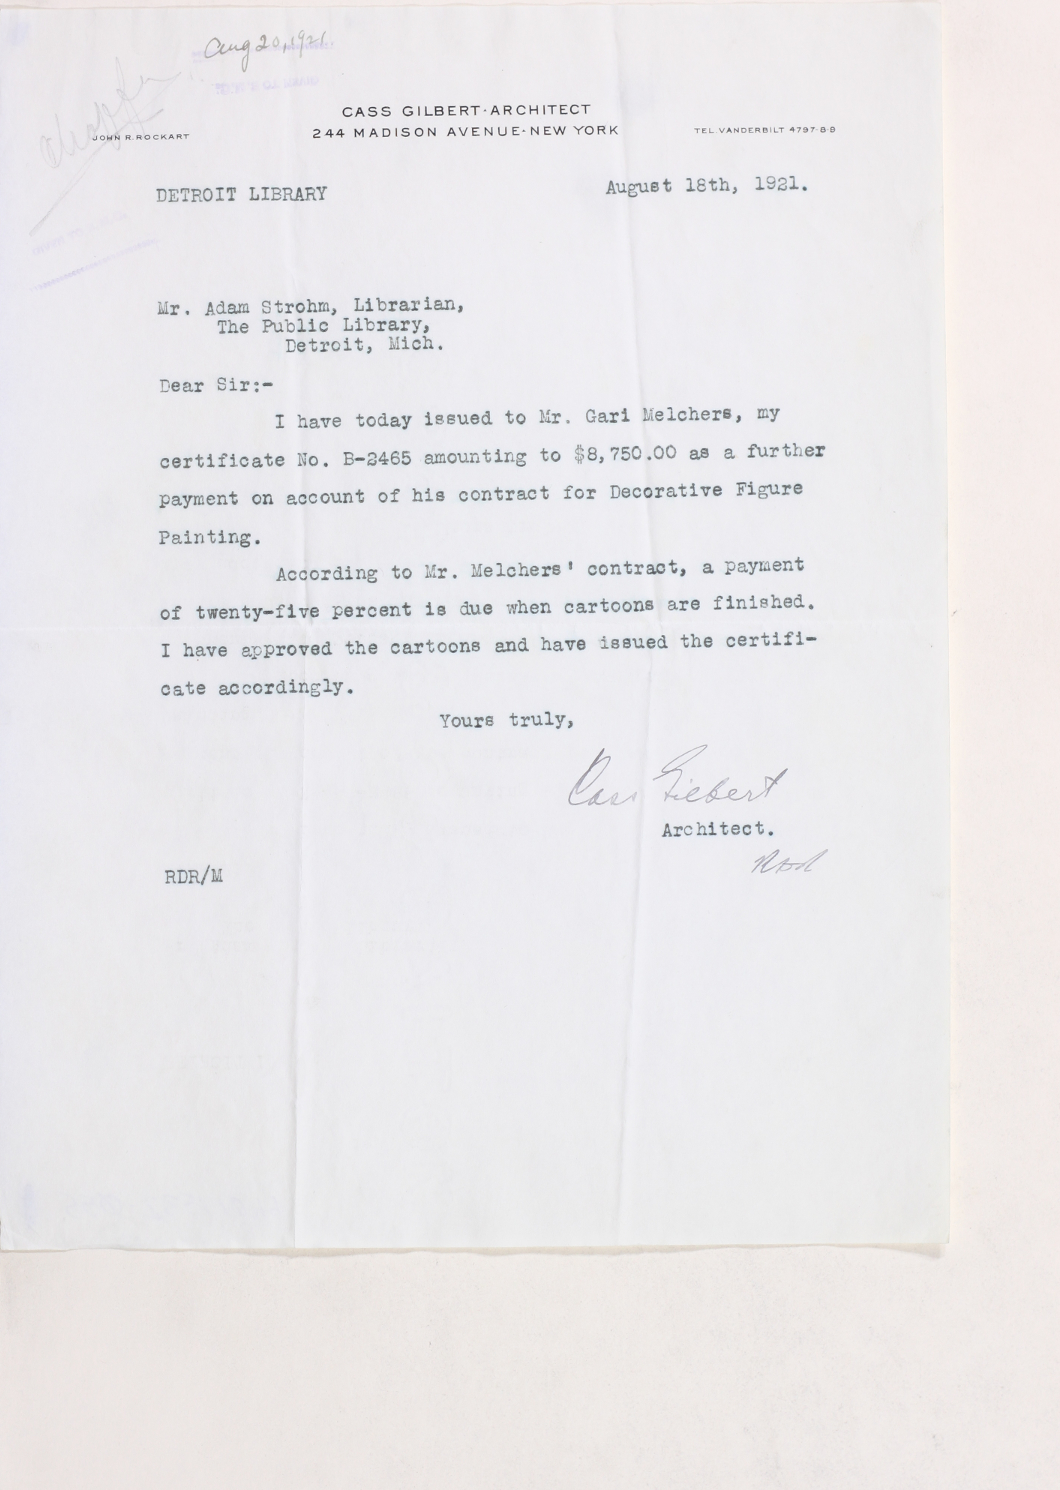 Aug 20, 1921.
CASS GILBERT·ARCHITECT
244 MADISON AVENUE·NEW YORK
JOHN R. ROCKART
TEL. VANDERBILT 4797-8-9
DETROIT LIBRARY
August 18th, 1921.
Mr. Adam Strohm, Librarian,
The Public Library,
Detroit, Mich.
Dear Sir:-
I have today issued to Mr. Gari Melchers, my
certificate No. B-2465 amounting to $8,750.00 as a further
payment on account of his contract for Decorative Figure
Painting.
According to Mr. Melchers' contract, a payment
of twenty-five percent is due when cartoons are finished.
I have approved the cartoons and have issued the certifi-
cate accordingly.
Yours truly,
Cass Gilbert
Architect.
RDR/M